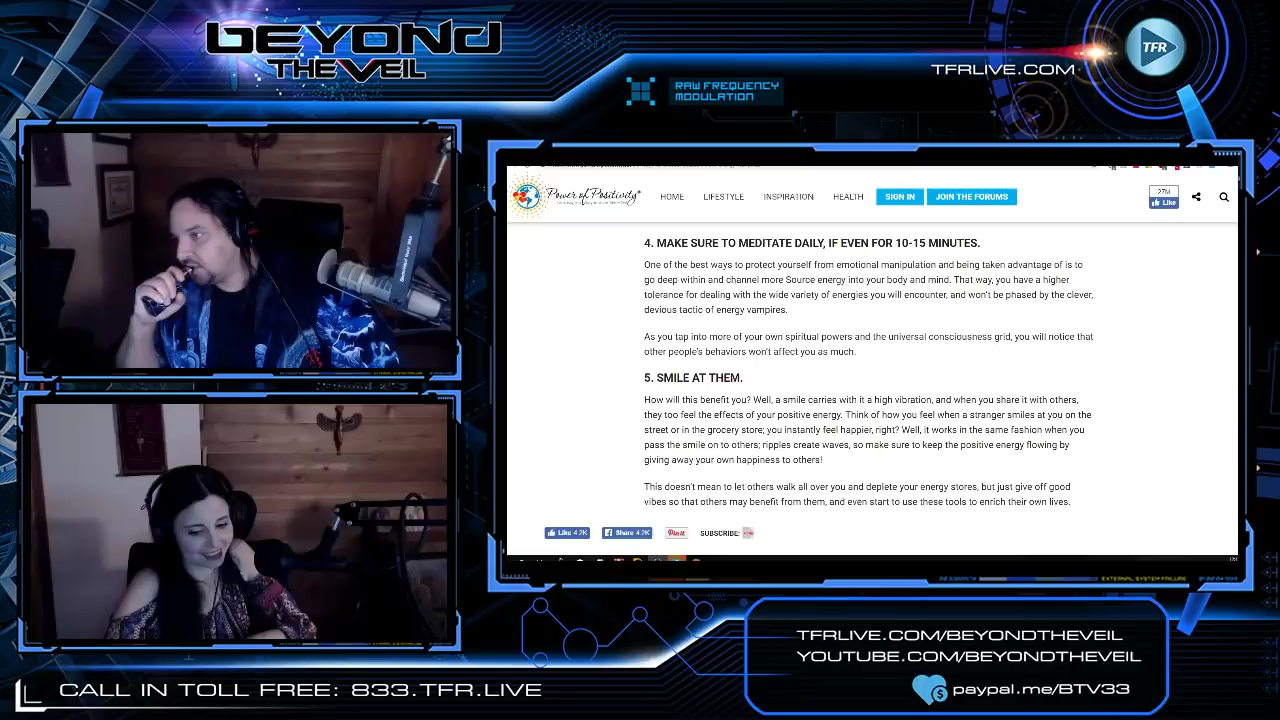 BEYOND
THE VEIL
TFR
TFRLIVE.COM
RAW FREQUENCY
MODULATION
Power of Positivity
HOME LIFESTYLE INSPIRATION HEALTH SIGN IN JOIN THE FORUMS
27M
Like
4. MAKE SURE TO MEDITATE DAILY, IF EVEN FOR 10-15 MINUTES.
One of the best ways to protect yourself from emotional manipulation and being taken advantage of is to
go deep within and channel more Source energy into your body and mind. That way, you have a higher
tolerance for dealing with the wide variety of energies you will encounter, and won't be phased by the clever,
devious tactic of energy vampires.
As you tap into more of your own spiritual powers and the universal consciousness grid, you will notice that
other people's behaviors won't affect you as much.
5. SMILE AT THEM.
How will this benefit you? Well, a smile carries with it a high vibration, and when you share it with others,
they too feel the effects of your positive energy. Think of how you feel when a stranger smiles at you on the
street or in the grocery store; you instantly feel happier, right? Well, it works in the same fashion when you
pass the smile on to others; ripples create waves, so make sure to keep the positive energy flowing by
giving away your own happiness to others!
This doesn't mean to let others walk all over you and deplete your energy stores, but just give off good
vibes so that others may benefit from them, and even start to use these tools to enrich their own lives.
Like 4.2K Share 4.2K Pin it SUBSCRIBE:
TFRLIVE.COM/BEYONDTHEVEIL
YOUTUBE.COM/BEYONDTHEVEIL
paypal.me/BTV33
CALL IN TOLL FREE: 833.TFR.LIVE